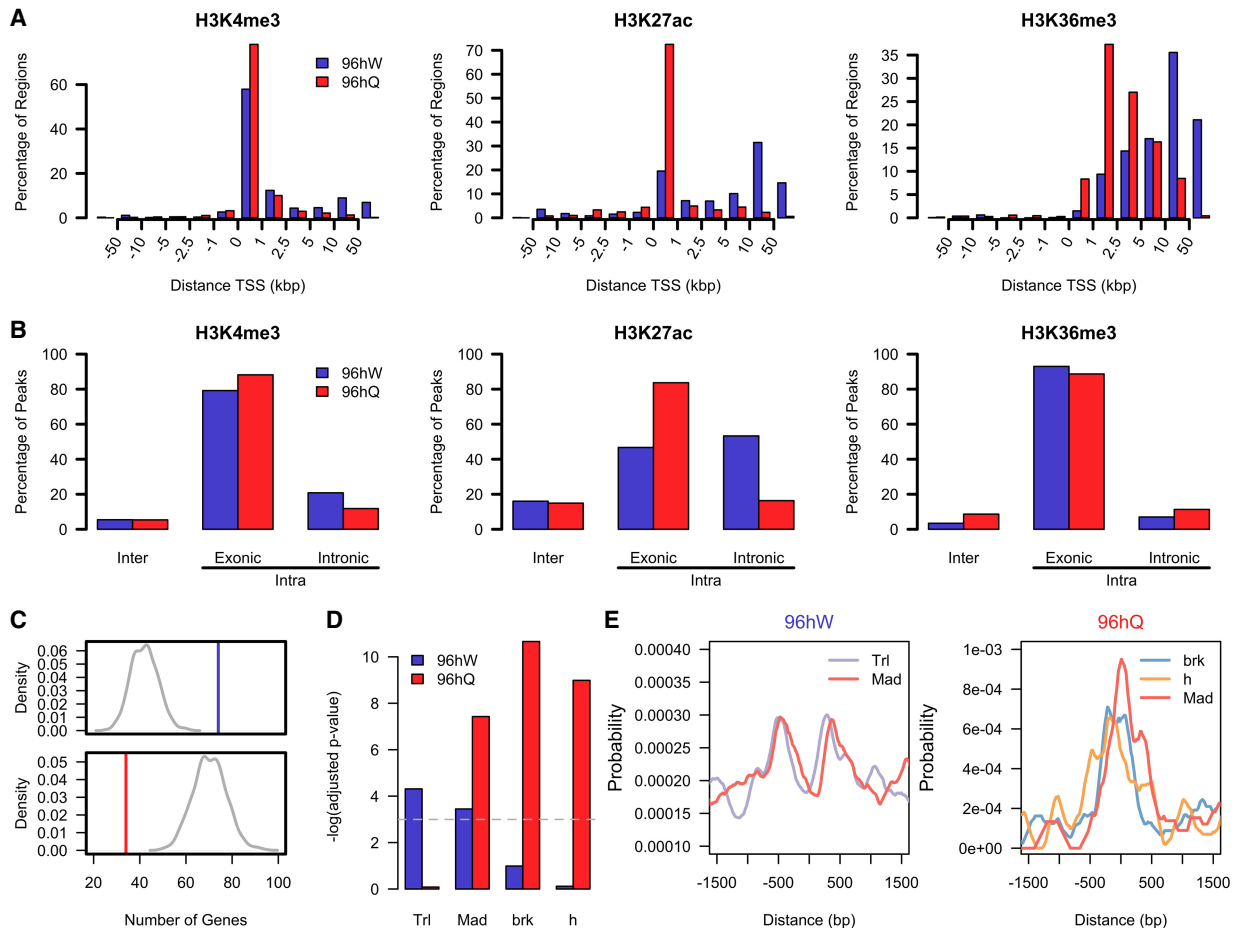 A
H3K4me3
H3K27ac
H3K36me3
Percentage of Regions
0
20
40
60
-50
-10
-5
-2.5
-1
0
1
2.5
5
10
50
Distance TSS (kbp)
96hW
96hQ
Percentage of Regions
0
10
20
30
40
50
60
70
-50
-10
-5
-2.5
-1
0
1
2.5
5
10
50
Distance TSS (kbp)
Percentage of Regions
0
5
10
15
20
25
30
35
-50
-10
-5
-2.5
-1
0
1
2.5
5
10
50
Distance TSS (kbp)
B
H3K4me3
H3K27ac
H3K36me3
Percentage of Peaks
0
20
40
60
80
100
96hW
96hQ
Inter
Exonic
Intronic
Intra
Percentage of Peaks
0
20
40
60
80
100
Inter
Exonic
Intronic
Intra
Percentage of Peaks
0
20
40
60
80
100
Inter
Exonic
Intronic
Intra
C
Density
0.00
0.01
0.02
0.03
0.04
0.05
0.06
Density
0.00
0.01
0.02
0.03
0.04
0.05
20
40
60
80
100
Number of Genes
D
-log(adjusted p-value)
0
2
4
6
8
10
96hW
96hQ
Trl
Mad
brk
h
E
96hW
Probability
0.00010
0.00015
0.00020
0.00025
0.00030
0.00035
0.00040
Trl
Mad
-1500
-500
500
1500
Distance (bp)
96hQ
Probability
0e+00
2e-04
4e-04
6e-04
8e-04
1e-03
brk
h
Mad
-1500
-500
500
1500
Distance (bp)